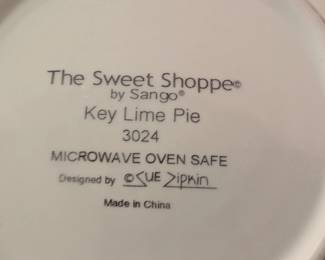 The Sweet Shoppe©
by Sango®
Key Lime Pie
3024
MICROWAVE OVEN SAFE
Designed by © SUE Zipkin
Made in China